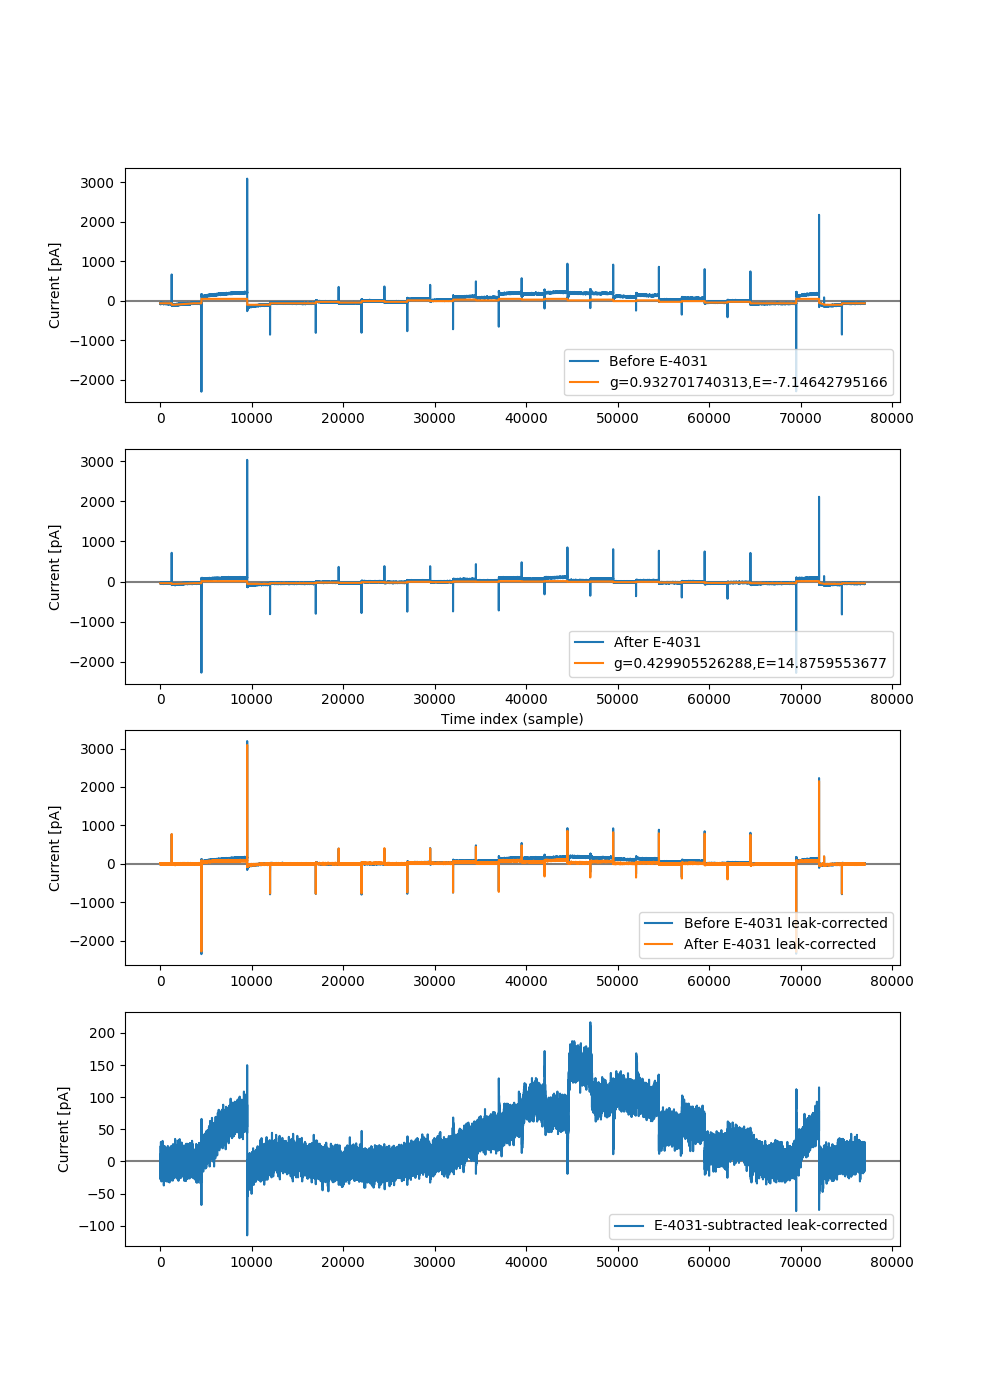 3000
2000
1000
0
−1000
−2000
Current [pA]
Before E-4031
g=0.932701740313,E=-7.14642795166
0 10000 20000 30000 40000 50000 60000 70000 80000
3000
2000
1000
0
−1000
−2000
Current [pA]
After E-4031
g=0.429905526288,E=14.8759553677
0 10000 20000 30000 40000 50000 60000 70000 80000
Time index (sample)
3000
2000
1000
0
−1000
−2000
Current [pA]
Before E-4031 leak-corrected
After E-4031 leak-corrected
0 10000 20000 30000 40000 50000 60000 70000 80000
200
150
100
50
0
−50
−100
Current [pA]
E-4031-subtracted leak-corrected
0 10000 20000 30000 40000 50000 60000 70000 80000